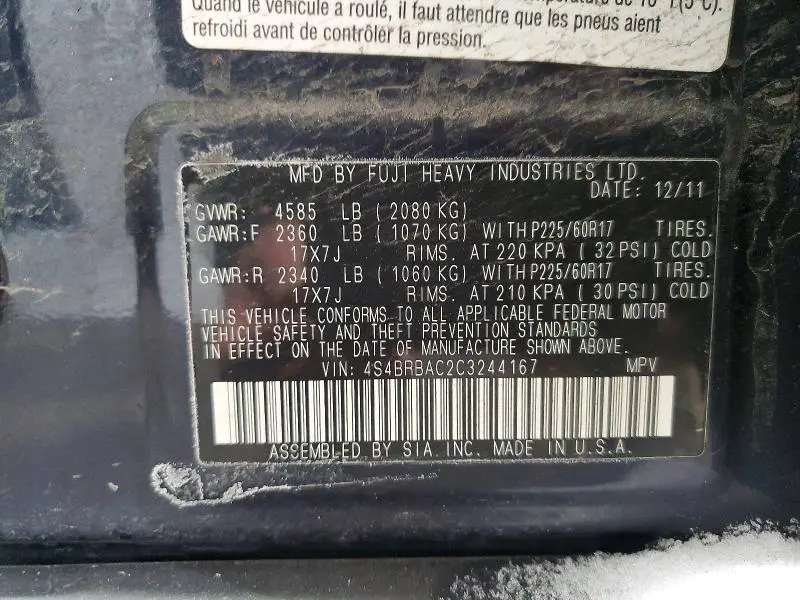 température de 10°
Quand le véhicule a roulé, il faut attendre que les pneus aient
refroidi avant de contrôler la pression.
MFD BY FUJI HEAVY INDUSTRIES LTD.
DATE: 12/11
GVWR: 4585 LB (2080 KG)
GAWR:F 2360 LB (1070 KG) WITH P225/60R17 TIRES.
17X7J RIMS. AT 220 KPA (32 PSI) COLD
GAWR:R 2340 LB (1060 KG) WITH P225/60R17 TIRES.
17X7J RIMS. AT 210 KPA (30 PSI) COLD
THIS VEHICLE CONFORMS TO ALL APPLICABLE FEDERAL MOTOR
VEHICLE SAFETY AND THEFT PREVENTION STANDARDS
IN EFFECT ON THE DATE OF MANUFACTURE SHOWN ABOVE.
VIN: 4S4BRBAC2C3244167 MPV
ASSEMBLED BY SIA. INC. MADE IN U.S.A.